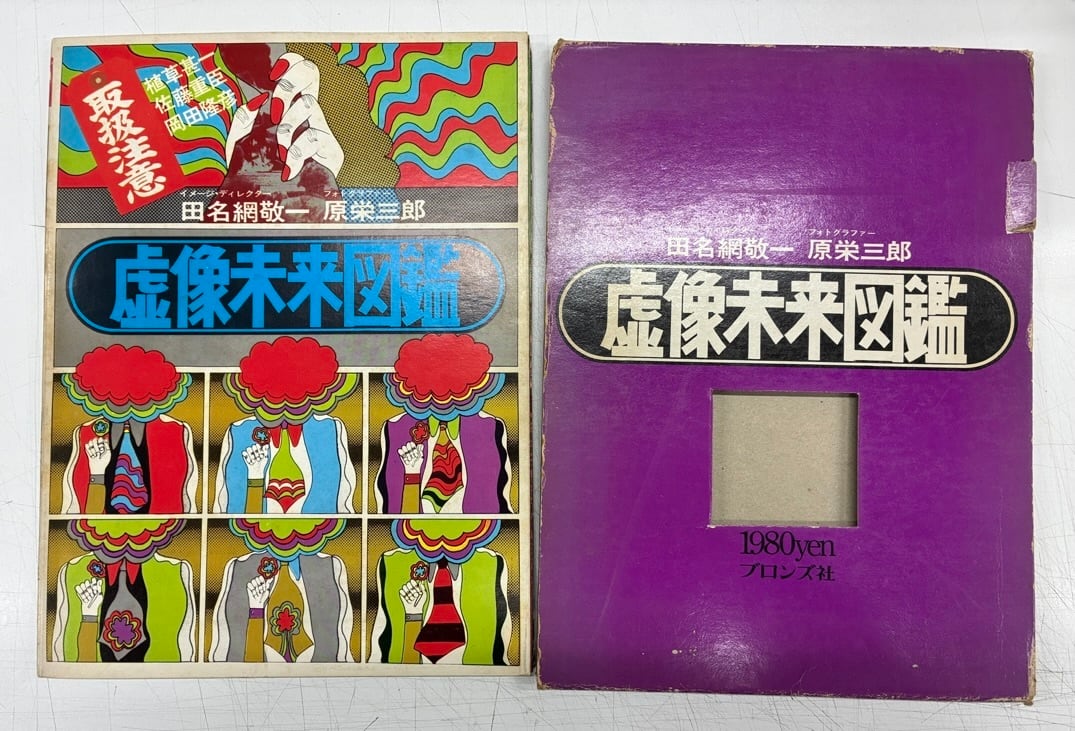 取扱注意
植草甚一
佐藤重臣
岡田隆彦
イメージ・ディレクター フォトグラファー
田名網敬一 原栄三郎
虚像未来図鑑
フォトグラファー
田名網敬一 原栄三郎
虚像未来図鑑
1980yen
ブロンズ社